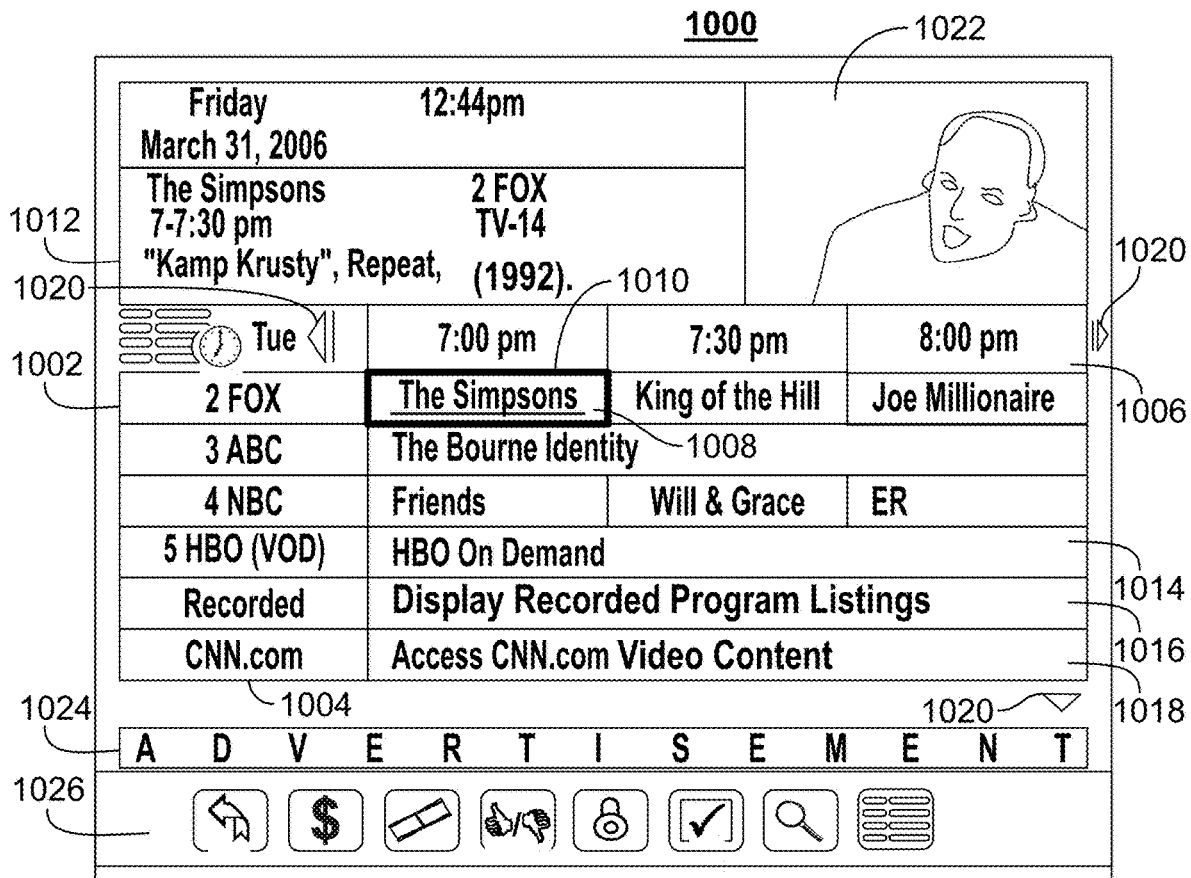 1000
1022
Friday 12:44pm
March 31, 2006
The Simpsons 2 FOX
7-7:30 pm TV-14
"Kamp Krusty", Repeat, (1992).
1012
1020
1010
1020
Tue 7:00 pm 7:30 pm 8:00 pm
1002
2 FOX The Simpsons King of the Hill Joe Millionaire
1006
3 ABC The Bourne Identity
1008
4 NBC Friends Will & Grace ER
5 HBO (VOD) HBO On Demand
1014
Recorded Display Recorded Program Listings
1016
CNN.com Access CNN.com Video Content
1018
1004
1020
1024
A D V E R T I S E M E N T
1026
$
/